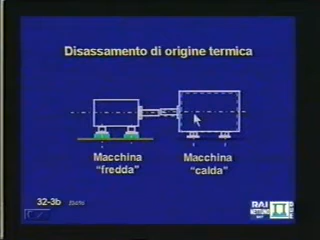 Disassamento di origine termica
Macchina
"fredda"
Macchina
"calda"
32-3b
RAI